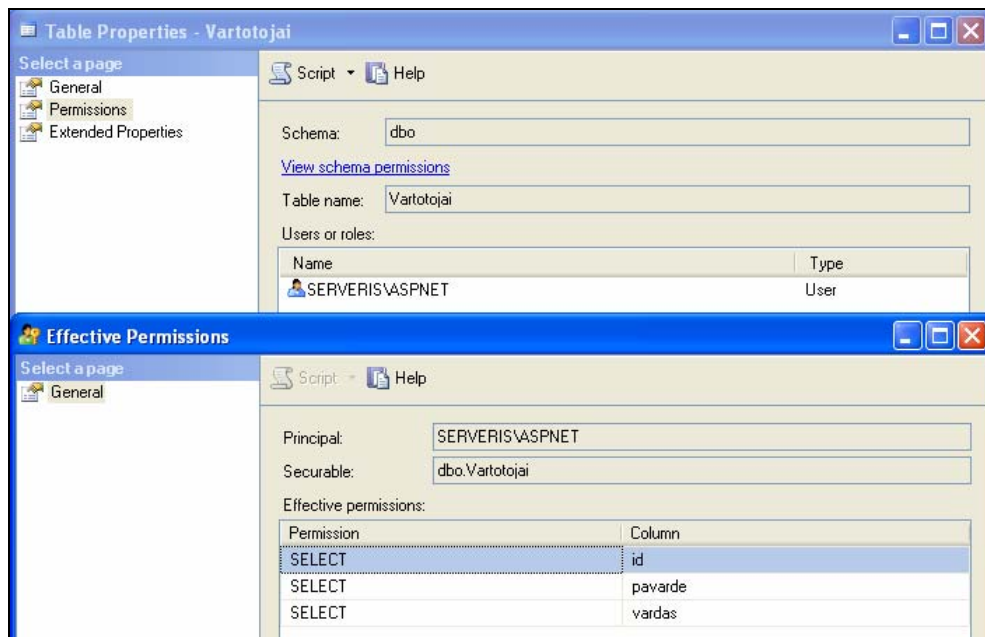 Table Properties - Vartotojai
Select a page
General
Permissions
Extended Properties
Script Help
Schema: dbo
View schema permissions
Table name: Vartotojai
Users or roles:
Name Type
SERVERIS\ASPNET User
Effective Permissions
Select a page
General
Script Help
Principal: SERVERIS\ASPNET
Securable: dbo.Vartotojai
Effective permissions:
Permission Column
SELECT id
SELECT pavarde
SELECT vardas